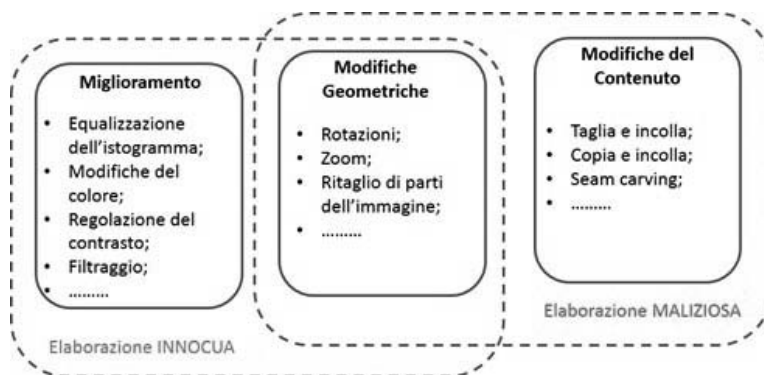 Miglioramento
• Equalizzazione
dell'istogramma;
• Modifiche del
colore;
• Regolazione del
contrasto;
• Filtraggio;
• .........
Modifiche
Geometriche
• Rotazioni;
• Zoom;
• Ritaglio di parti
dell'immagine;
• .........
Modifiche del
Contenuto
• Taglia e incolla;
• Copia e incolla;
• Seam carving;
• .........
Elaborazione INNOCUA
Elaborazione MALIZIOSA